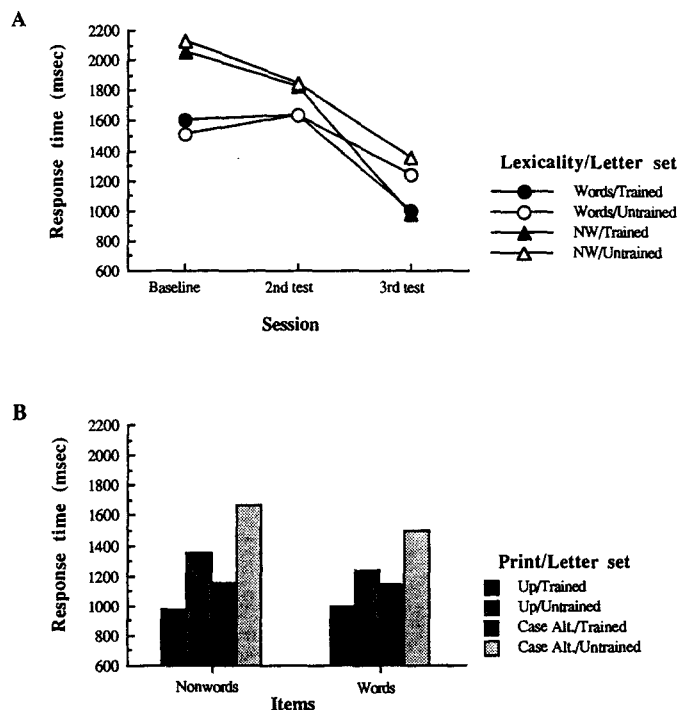 A
Response time (msec)
2200
2000
1800
1600
1400
1200
1000
800
600
Baseline
2nd test
3rd test
Session
Lexicality/Letter set
Words/Trained
Words/Untrained
NW/Trained
NW/Untrained
B
Response time (msec)
2200
2000
1800
1600
1400
1200
1000
800
600
Nonwords
Words
Items
Print/Letter set
Up/Trained
Up/Untrained
Case Alt./Trained
Case Alt./Untrained